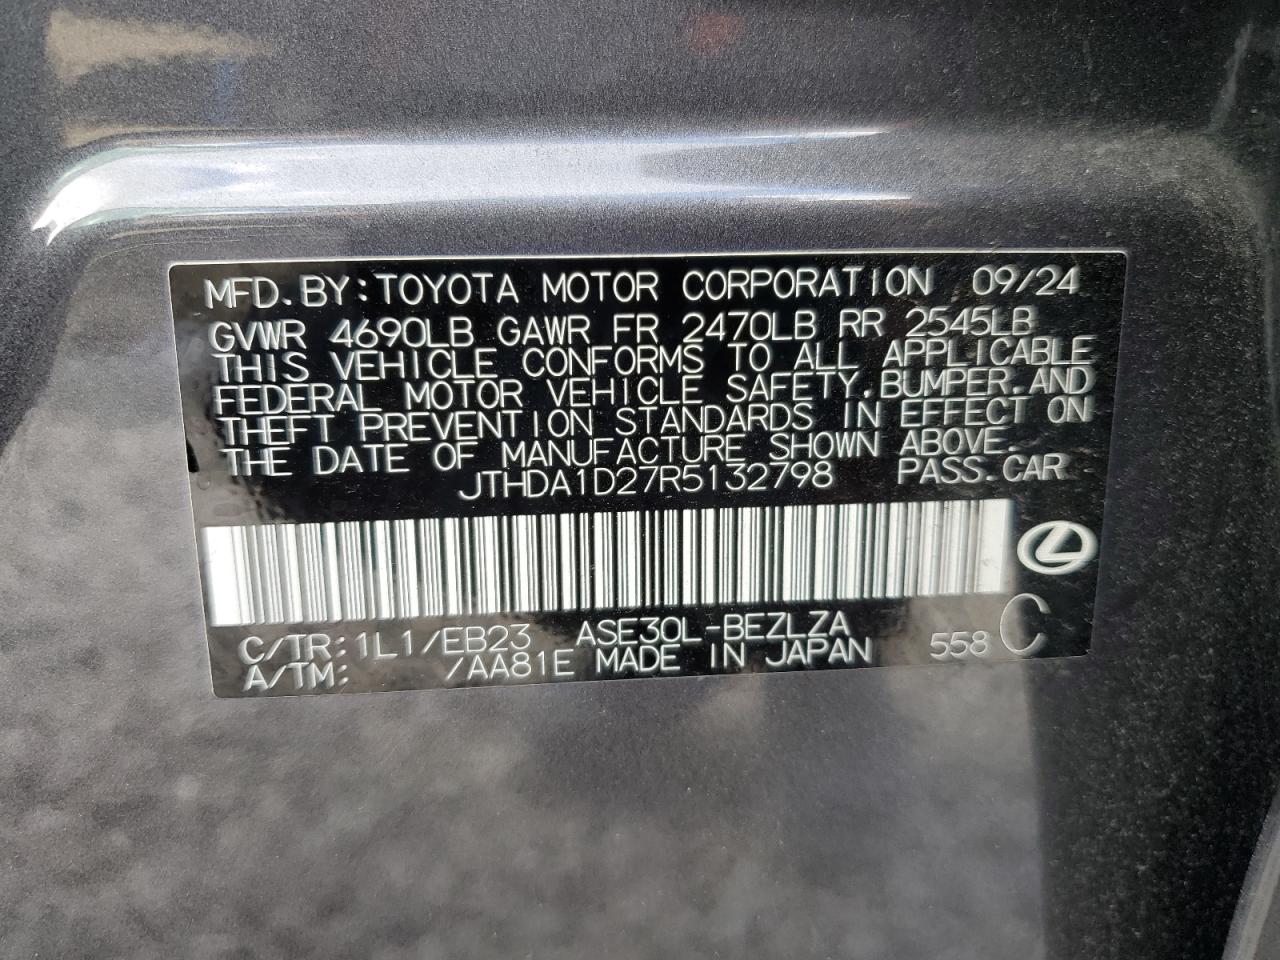 MFD. BY: TOYOTA MOTOR CORPORATION 09/24
GVWR 4690LB GAWR FR 2470LB RR 2545LB
THIS VEHICLE CONFORMS TO ALL APPLICABLE
FEDERAL MOTOR VEHICLE SAFETY, BUMPER, AND
THEFT PREVENTION STANDARDS IN EFFECT ON
THE DATE OF MANUFACTURE SHOWN ABOVE.
JTHDA1D27R5132798 PASS. CAR
C/TR: 1L1/EB23 ASE30L-BEZLZA
A/TM: /AA81E MADE IN JAPAN 558 C